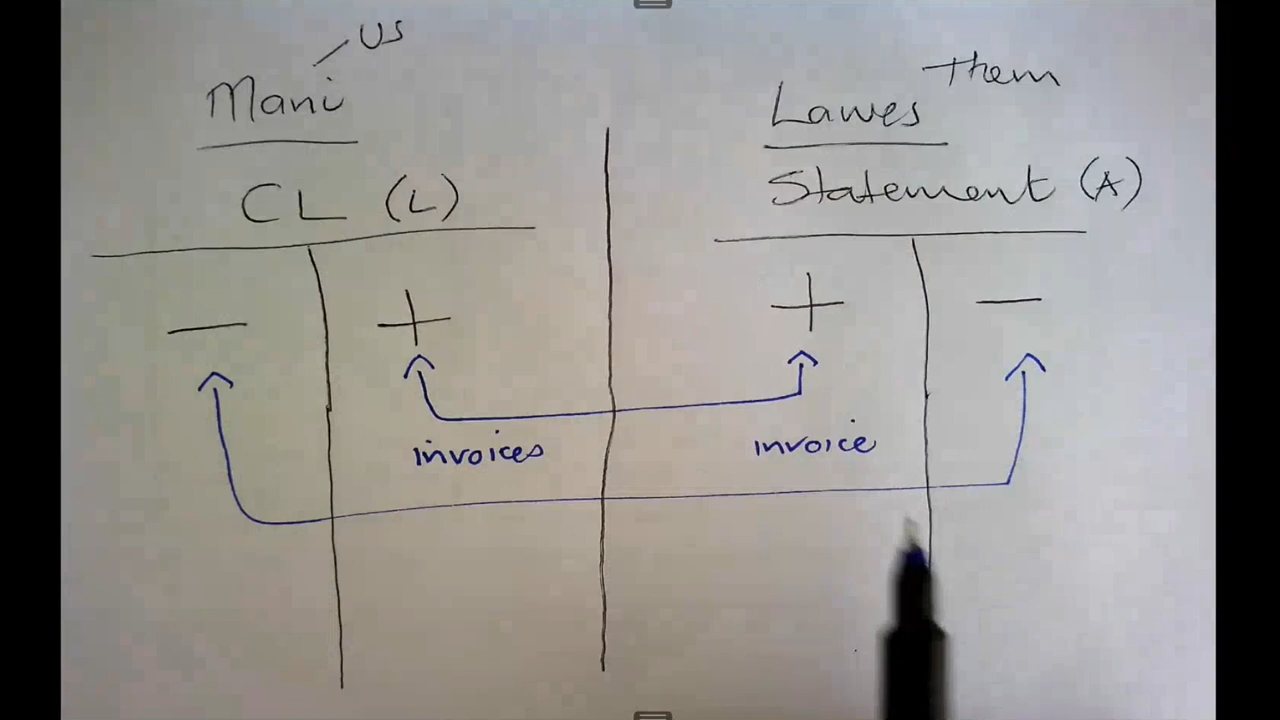 Us
Mani
CL (L)
− +
invoices
Them
Lawes
Statement (A)
+ −
invoice